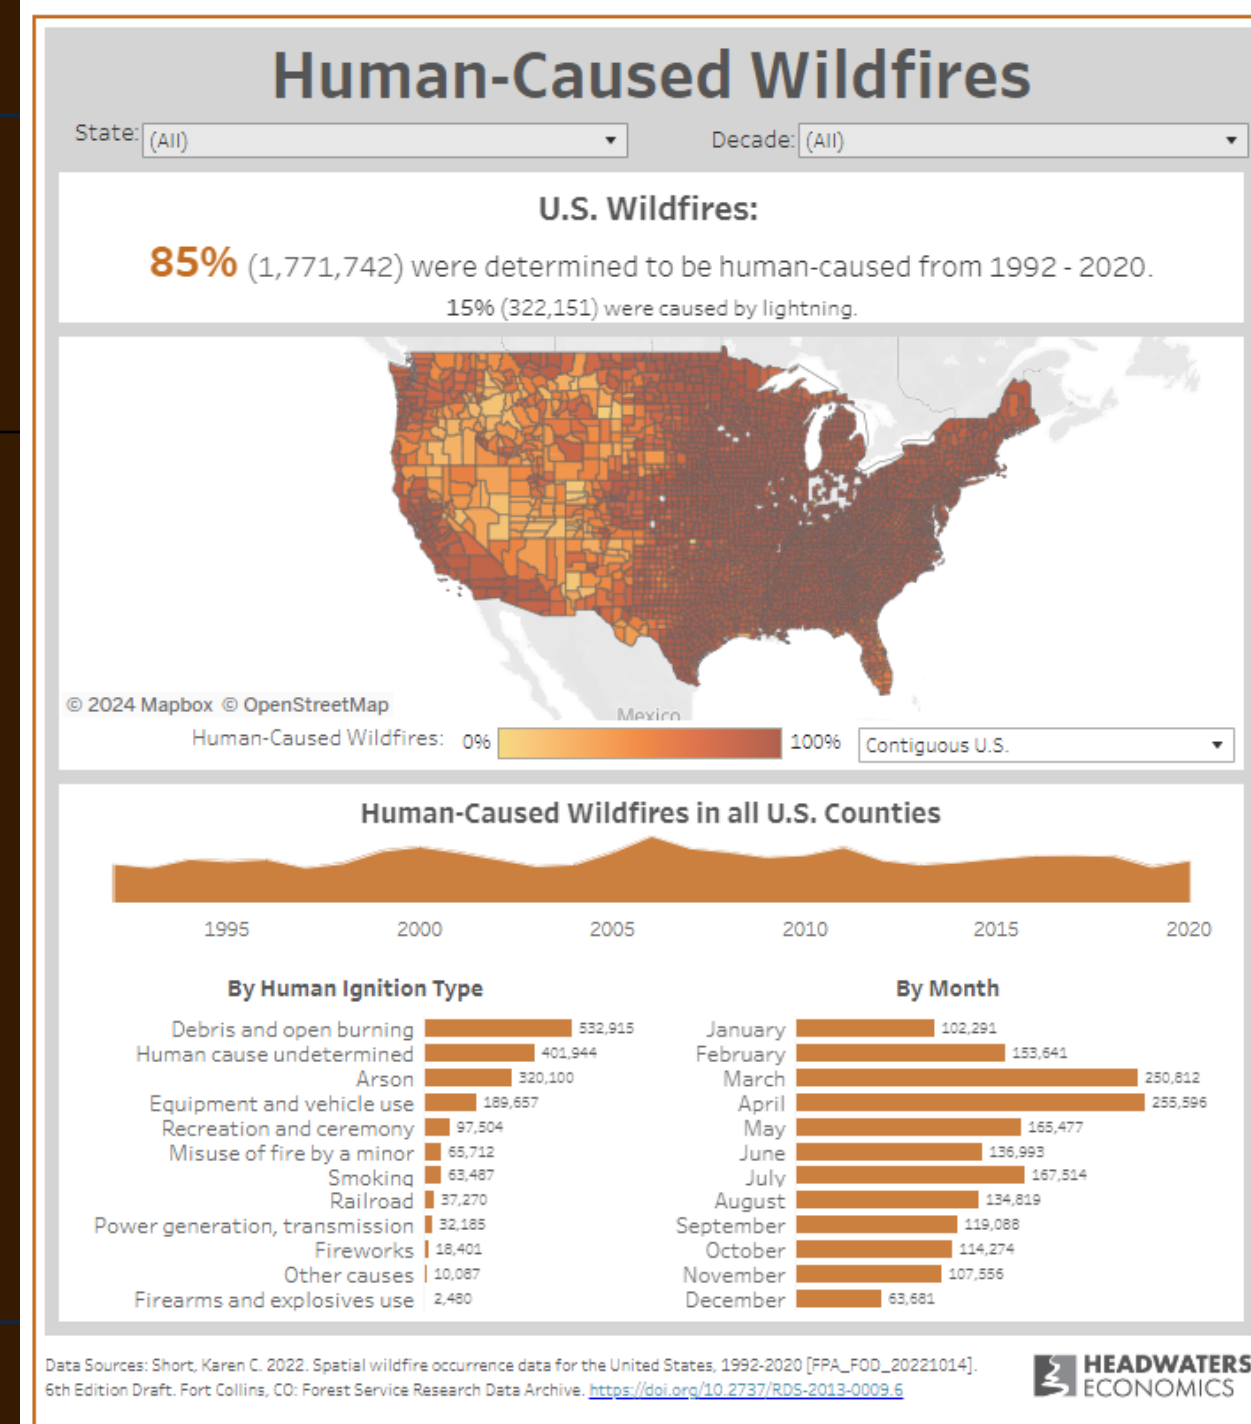 Human-Caused Wildfires
State: (All) Decade: (All)
U.S. Wildfires:
85% (1,771,742) were determined to be human-caused from 1992 - 2020.
15% (322,151) were caused by lightning.
Mexico
© 2024 Mapbox © OpenStreetMap
Human-Caused Wildfires: 0% 100% Contiguous U.S.
Human-Caused Wildfires in all U.S. Counties
1995 2000 2005 2010 2015 2020
By Human Ignition Type
Debris and open burning 532,915
Human cause undetermined 401,944
Arson 320,100
Equipment and vehicle use 189,657
Recreation and ceremony 97,504
Misuse of fire by a minor 65,712
Smoking 63,487
Railroad 37,270
Power generation, transmission 32,185
Fireworks 18,401
Other causes 10,087
Firearms and explosives use 2,480
By Month
January 102,291
February 153,641
March 250,812
April 255,596
May 165,477
June 136,993
July 167,514
August 134,819
September 119,088
October 114,274
November 107,556
December 63,681
Data Sources: Short, Karen C. 2022. Spatial wildfire occurrence data for the United States, 1992-2020 [FPA_FOD_20221014].
6th Edition Draft. Fort Collins, CO: Forest Service Research Data Archive. https://doi.org/10.2737/RDS-2013-0009.6
HEADWATERS
ECONOMICS